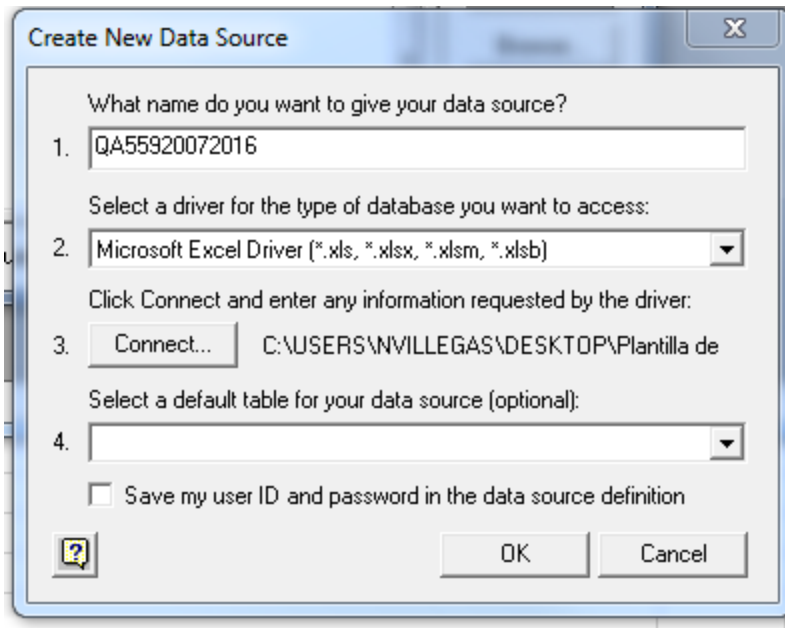 Create New Data Source
What name do you want to give your data source?
1. QA55920072016
Select a driver for the type of database you want to access:
2. Microsoft Excel Driver (*.xls, *.xlsx, *.xlsm, *.xlsb)
Click Connect and enter any information requested by the driver:
3. Connect... C:\USERS\NVILLEGAS\DESKTOP\Plantilla de
Select a default table for your data source (optional):
4.
Save my user ID and password in the data source definition
OK Cancel